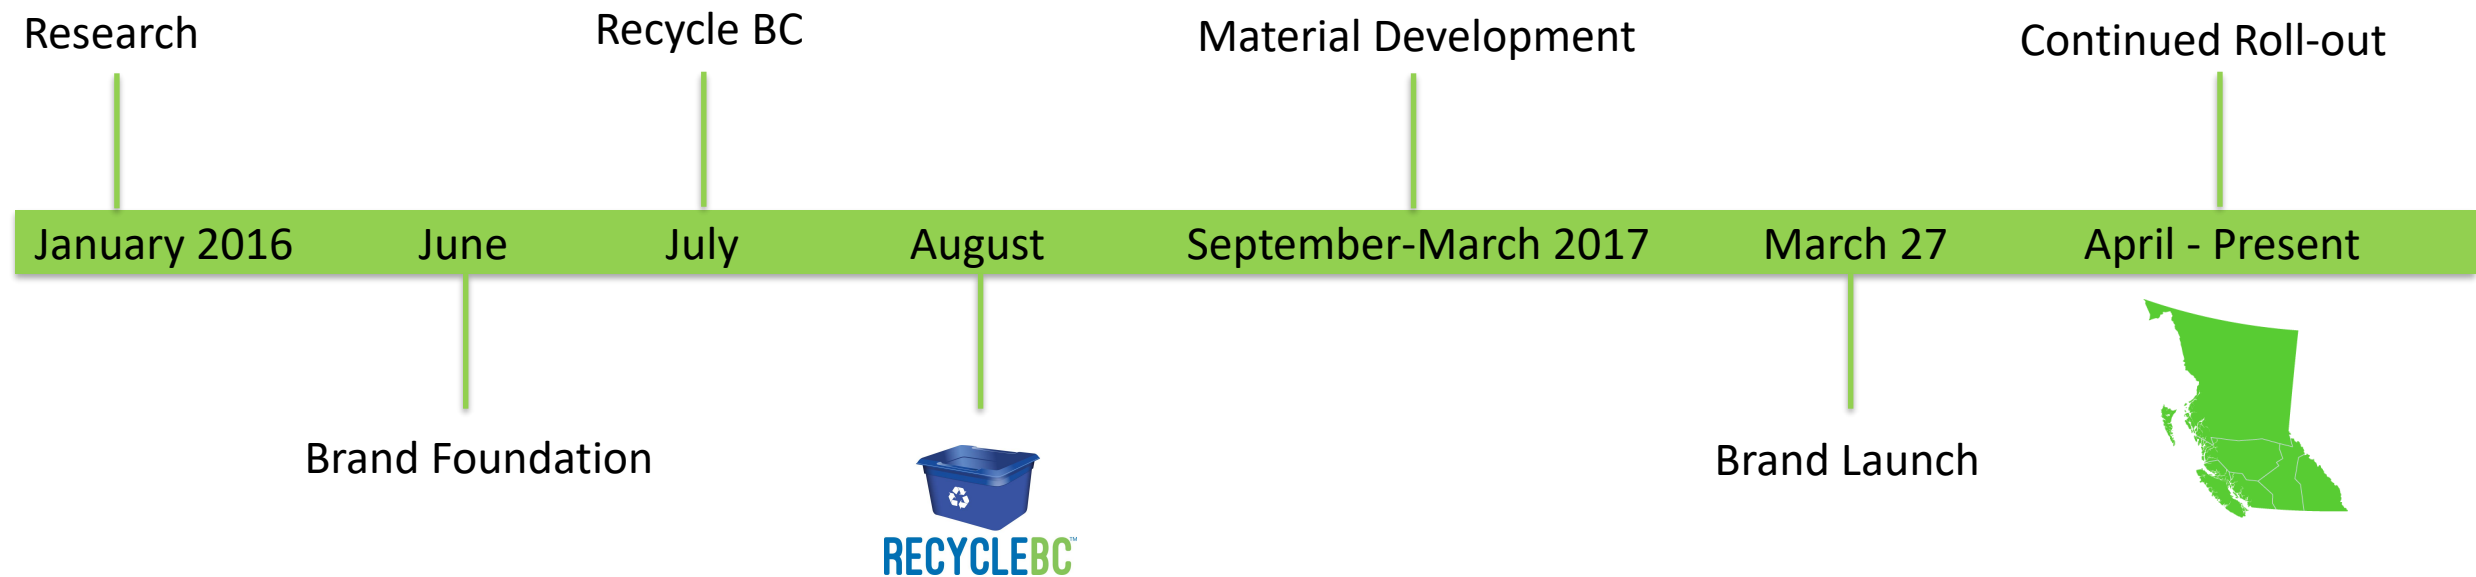 Research
Recycle BC
Material Development
Continued Roll-out
January 2016
June
July
August
September-March 2017
March 27
April - Present
Brand Foundation
RECYCLEBC™
Brand Launch